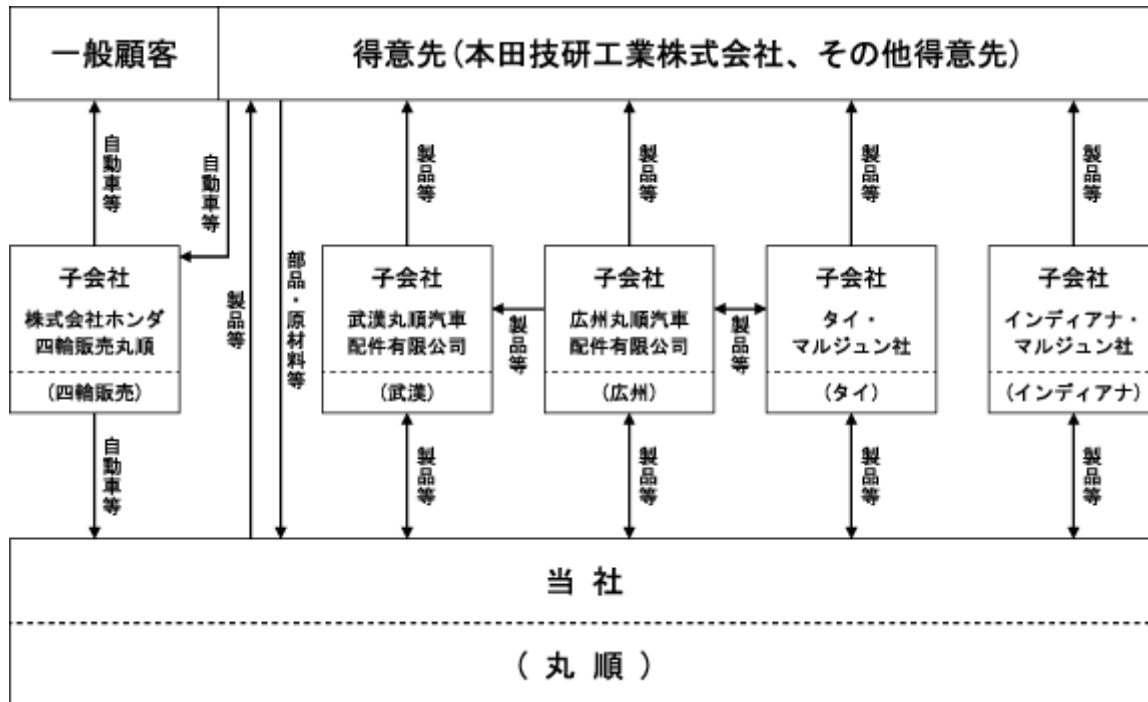 一般顧客
得意先(本田技研工業株式会社、その他得意先)
自動車等
自動車等
製品等
部品・原材料等
製品等
製品等
製品等
製品等
子会社
株式会社ホンダ
四輪販売丸順
(四輪販売)
子会社
武漢丸順汽車
配件有限公司
(武漢)
製品等
子会社
広州丸順汽車
配件有限公司
(広州)
製品等
子会社
タイ・
マルジュン社
(タイ)
子会社
インディアナ・
マルジュン社
(インディアナ)
自動車等
製品等
製品等
製品等
製品等
当社
(丸順)